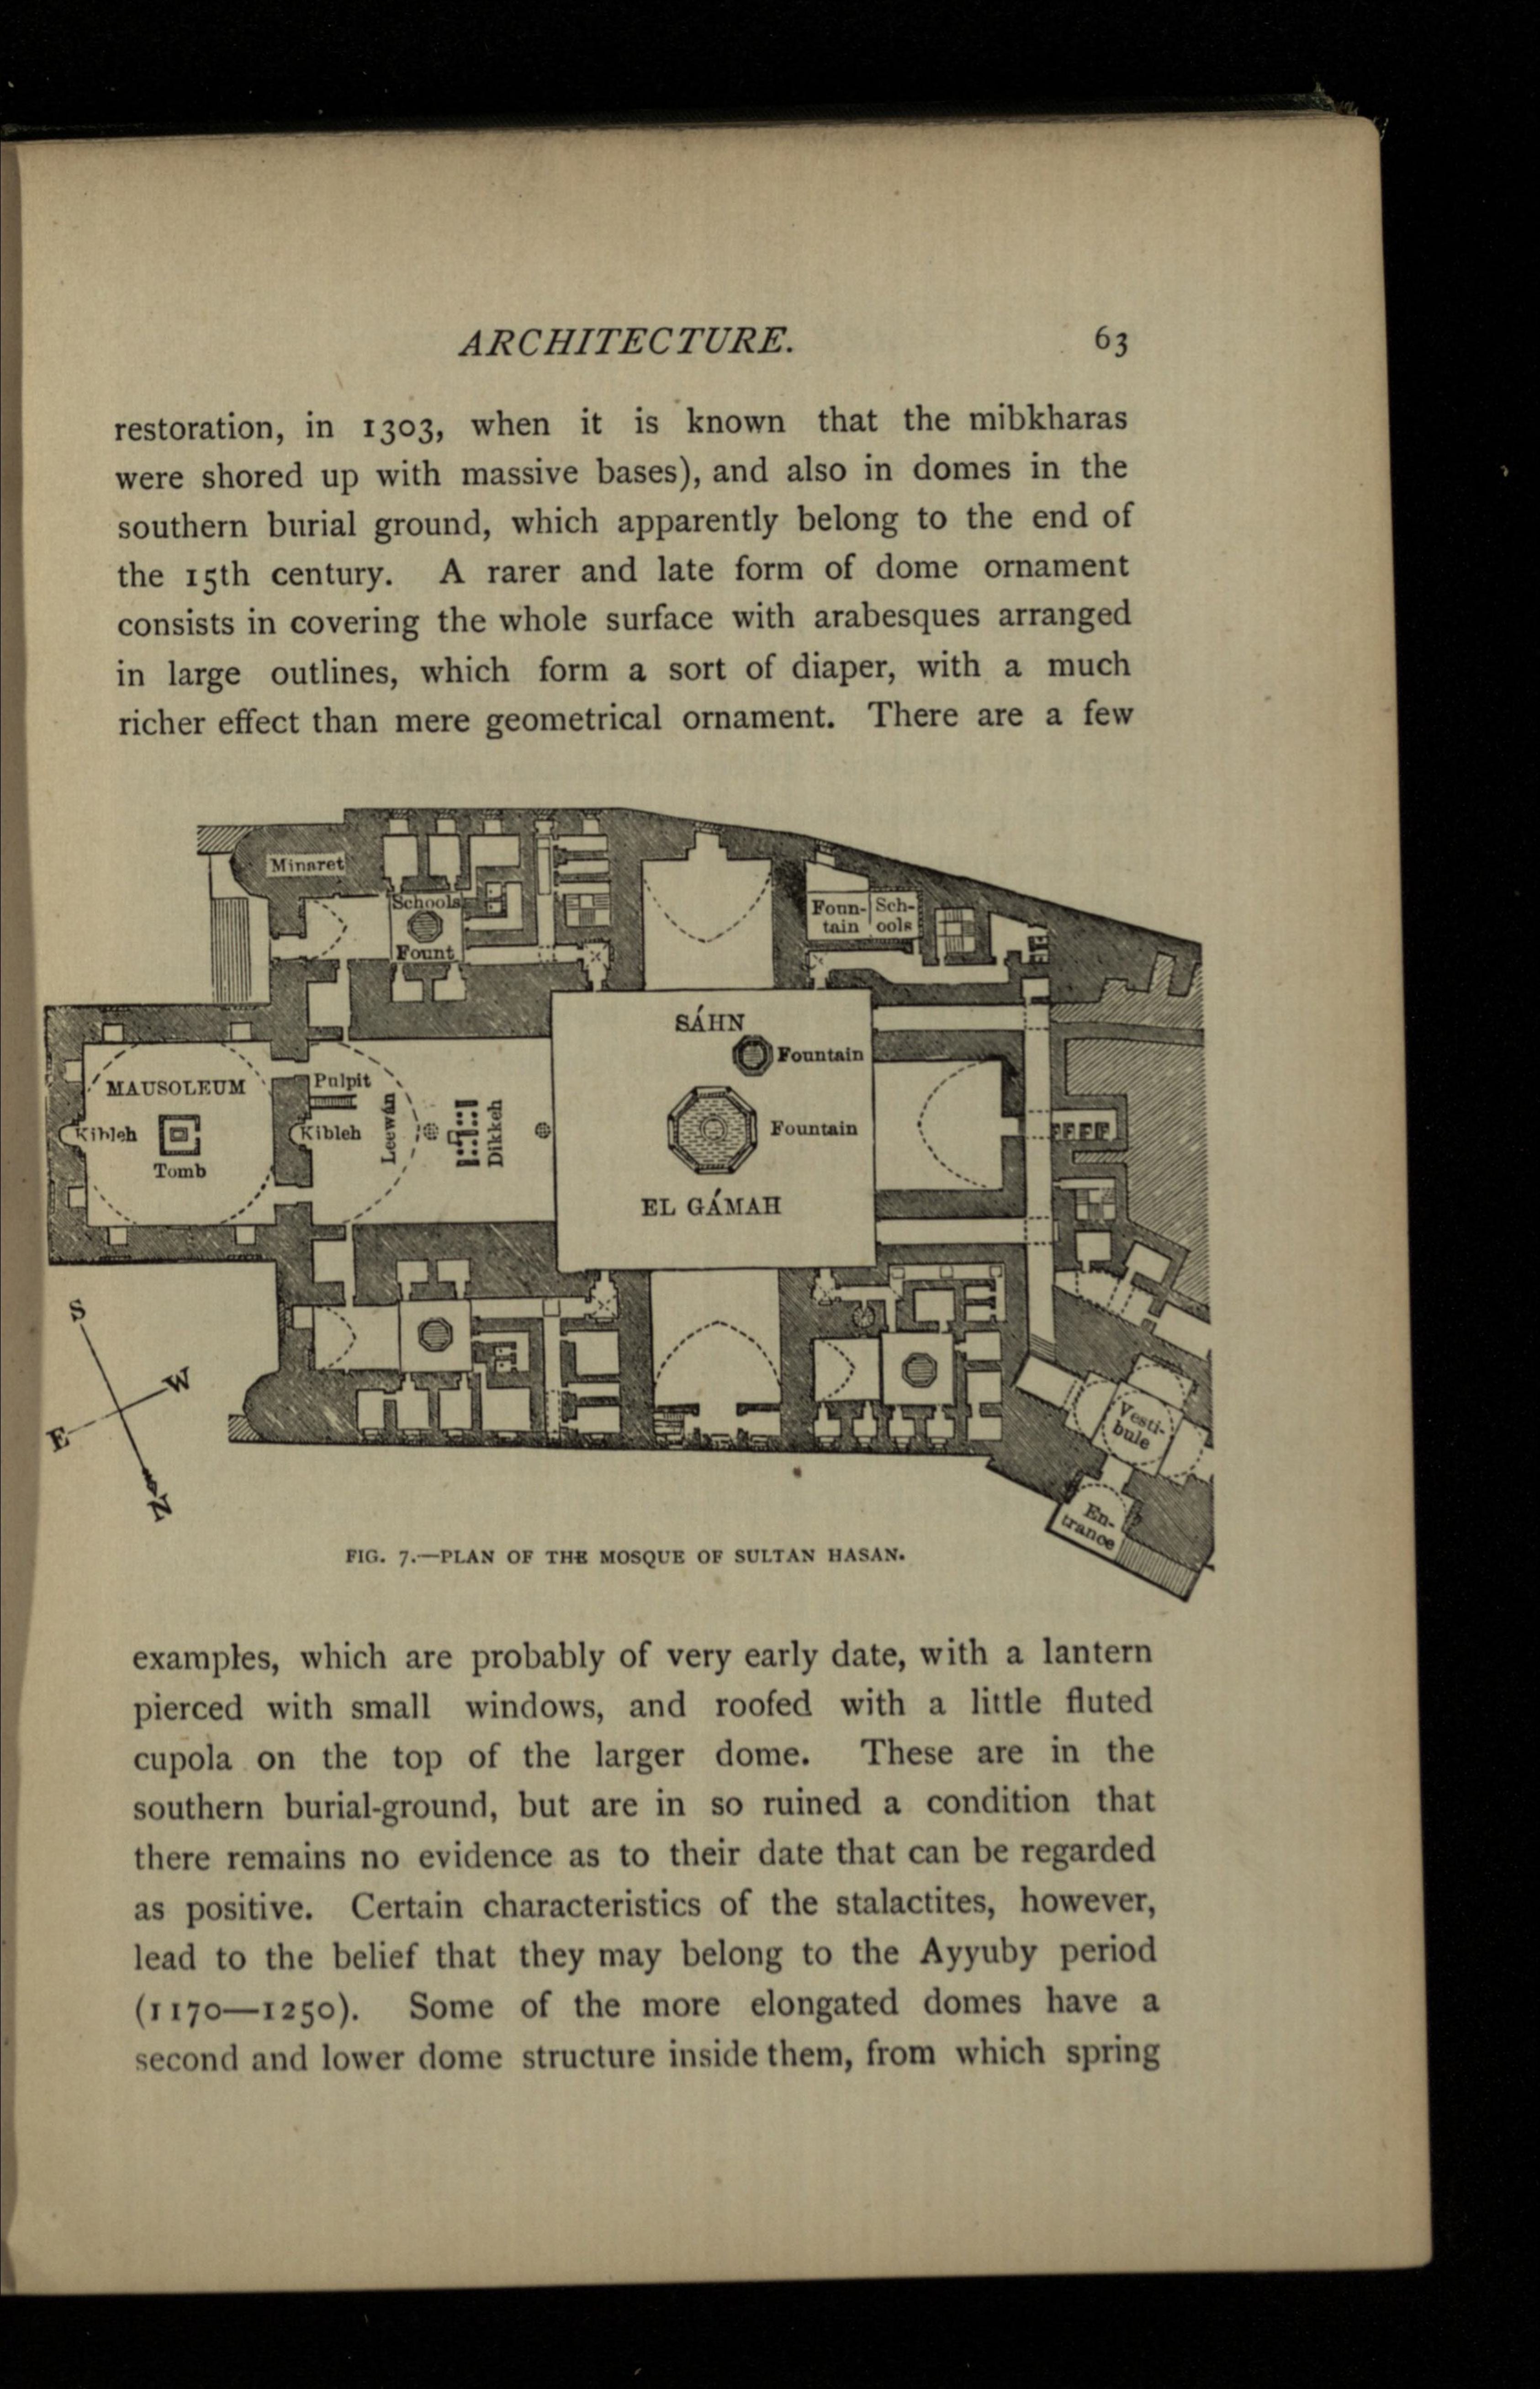 ARCHITECTURE. 63
restoration, in 1303, when it is known that the mibkharas
were shored up with massive bases), and also in domes in the
southern burial ground, which apparently belong to the end of
the 15th century. A rarer and late form of dome ornament
consists in covering the whole surface with arabesques arranged
in large outlines, which form a sort of diaper, with a much
richer effect than mere geometrical ornament. There are a few
Minaret
Schools
Fount
Foun-
tain
Sch-
ools
SÁHN
Fountain
Fountain
EL GÁMAH
MAUSOLEUM
Kibleh
Tomb
Pulpit
Kibleh
Leewán
Dikkeh
S
W
E
N
Vesti-
bule
En-
trance
FIG. 7.—PLAN OF THE MOSQUE OF SULTAN HASAN.
examples, which are probably of very early date, with a lantern
pierced with small windows, and roofed with a little fluted
cupola on the top of the larger dome. These are in the
southern burial-ground, but are in so ruined a condition that
there remains no evidence as to their date that can be regarded
as positive. Certain characteristics of the stalactites, however,
lead to the belief that they may belong to the Ayyuby period
(1170—1250). Some of the more elongated domes have a
second and lower dome structure inside them, from which spring